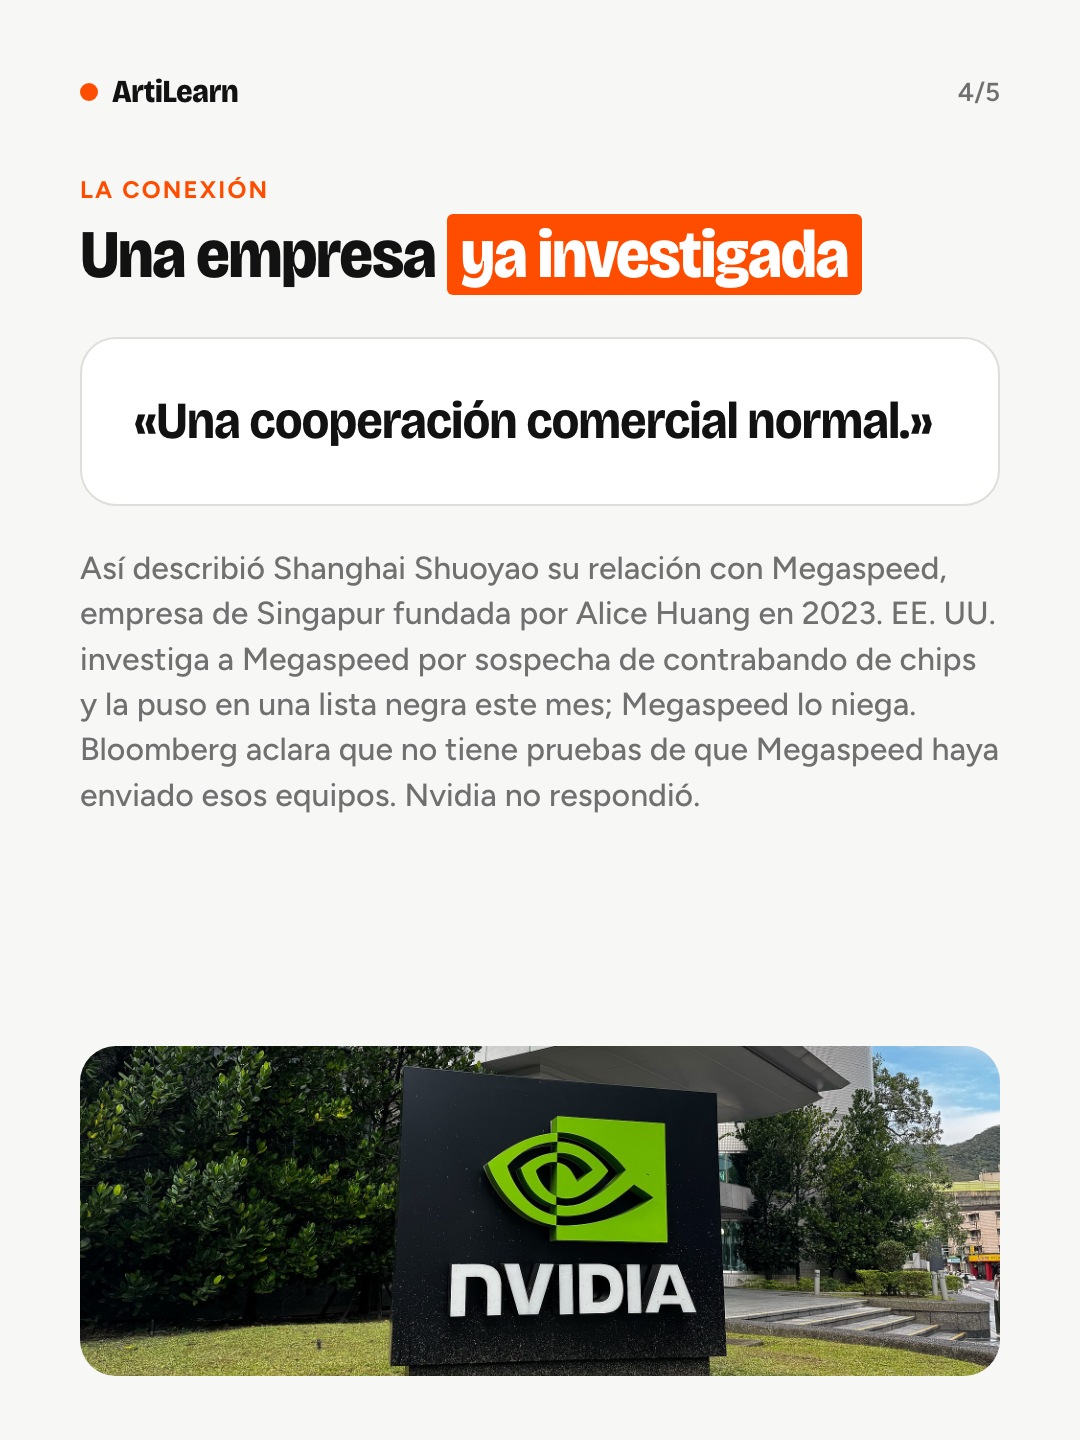 ArtiLearn
4/5
LA CONEXIÓN
Una empresa ya investigada
«Una cooperación comercial normal.»
Así describió Shanghai Shuoyao su relación con Megaspeed,
empresa de Singapur fundada por Alice Huang en 2023. EE. UU.
investiga a Megaspeed por sospecha de contrabando de chips
y la puso en una lista negra este mes; Megaspeed lo niega.
Bloomberg aclara que no tiene pruebas de que Megaspeed haya
enviado esos equipos. Nvidia no respondió.
NVIDIA